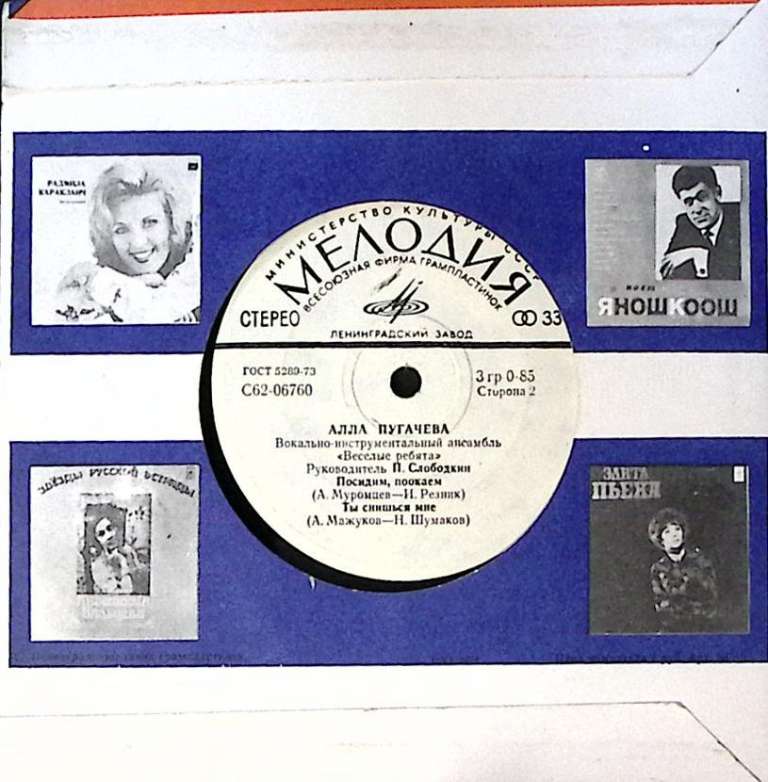 РАДМИЛА
КАРАКЛАИЧ
МИНИСТЕРСТВО КУЛЬТУРЫ СССР
МЕЛОДИЯ
ВСЕСОЮЗНАЯ ФИРМА ГРАМПЛАСТИНОК
СТЕРЕО
33
ЛЕНИНГРАДСКИЙ ЗАВОД
ГОСТ 5289-73
С62-06760
3 гр 0-85
Сторона 2
АЛЛА ПУГАЧЕВА
Вокально-инструментальный ансамбль
«Веселые ребята»
Руководитель П. Слободкин
Посидим, поокаем
(А. Муромцев—И. Резник)
Ты снишься мне
(А. Мажуков—Н. Шумаков)
поет
ЯНОШ КООШ
ЗВЁЗДЫ РУССКОЙ ЭСТРАДЫ
ЭДИТА
ПЬЕХА